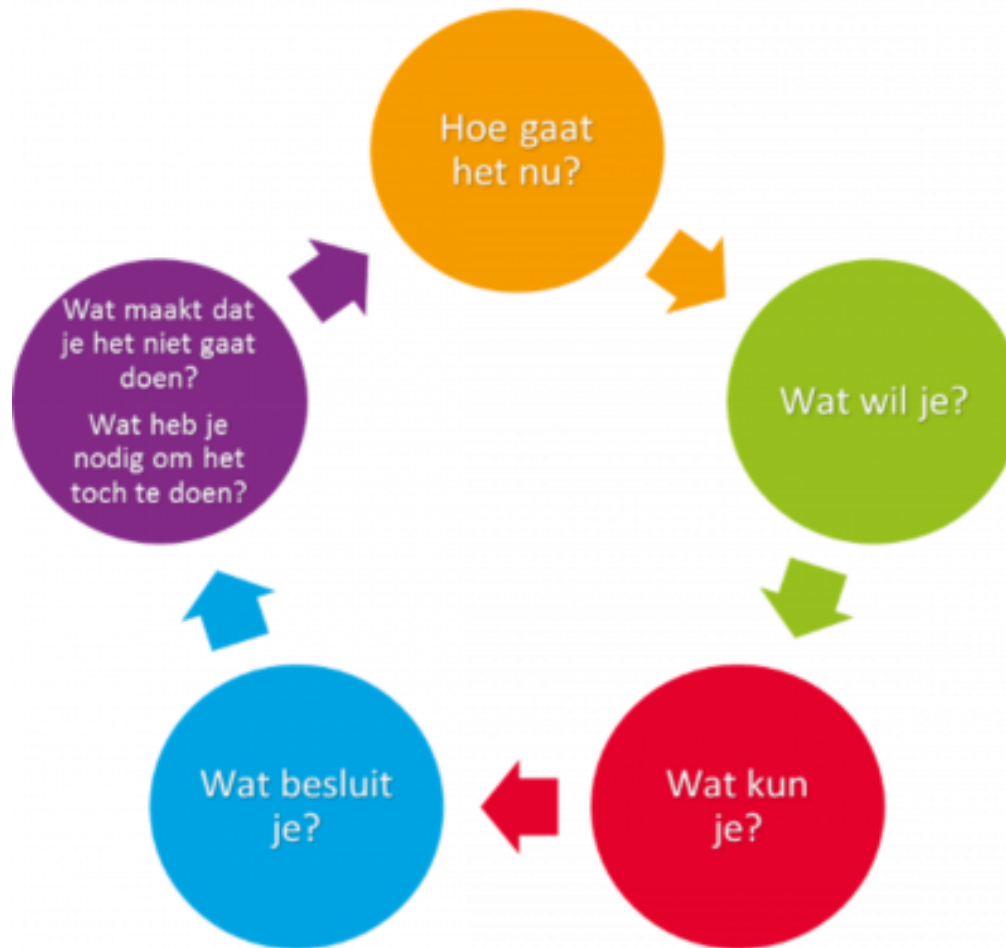 Hoe gaat
het nu?
Wat wil je?
Wat kun
je?
Wat besluit
je?
Wat maakt dat
je het niet gaat
doen?
Wat heb je
nodig om het
toch te doen?